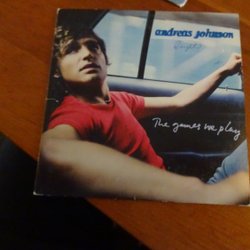 andreas johnson
The games we play